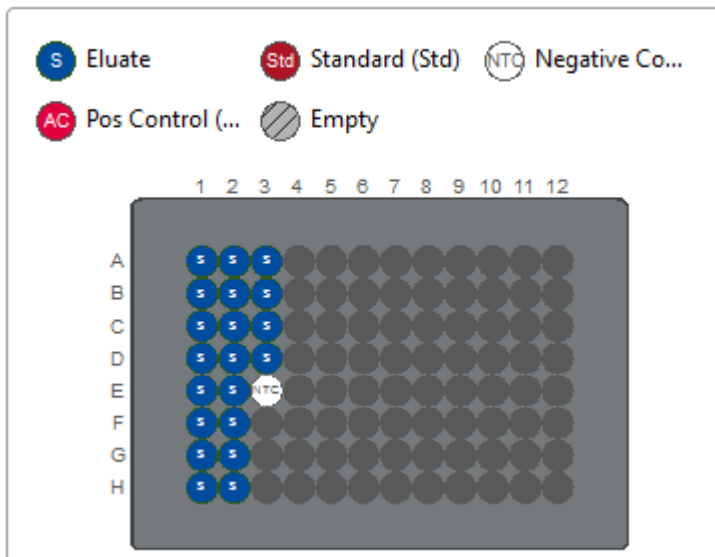 S Eluate Std Standard (Std) NTC Negative Co...
AC Pos Control (... Empty
1 2 3 4 5 6 7 8 9 10 11 12
A S S S
B S S S
C S S S
D S S S
E S S NTC
F S S
G S S
H S S